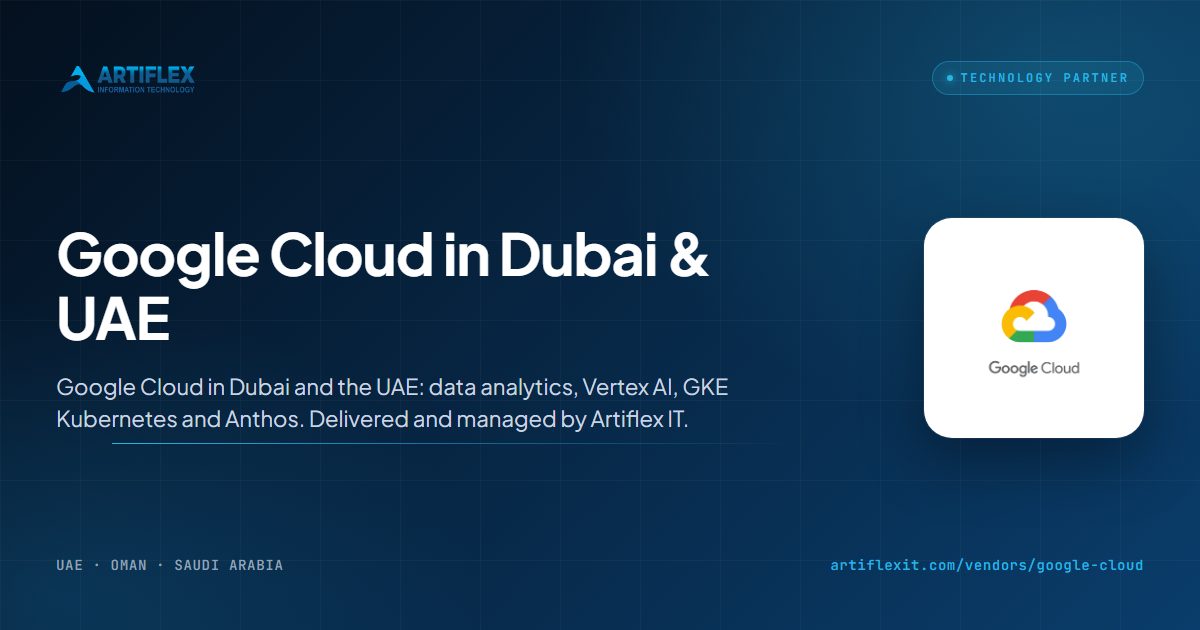 ARTIFLEX
INFORMATION TECHNOLOGY
TECHNOLOGY PARTNER
Google Cloud in Dubai &
UAE
Google Cloud in Dubai and the UAE: data analytics, Vertex AI, GKE
Kubernetes and Anthos. Delivered and managed by Artiflex IT.
Google Cloud
UAE · OMAN · SAUDI ARABIA
artiflexit.com/vendors/google-cloud